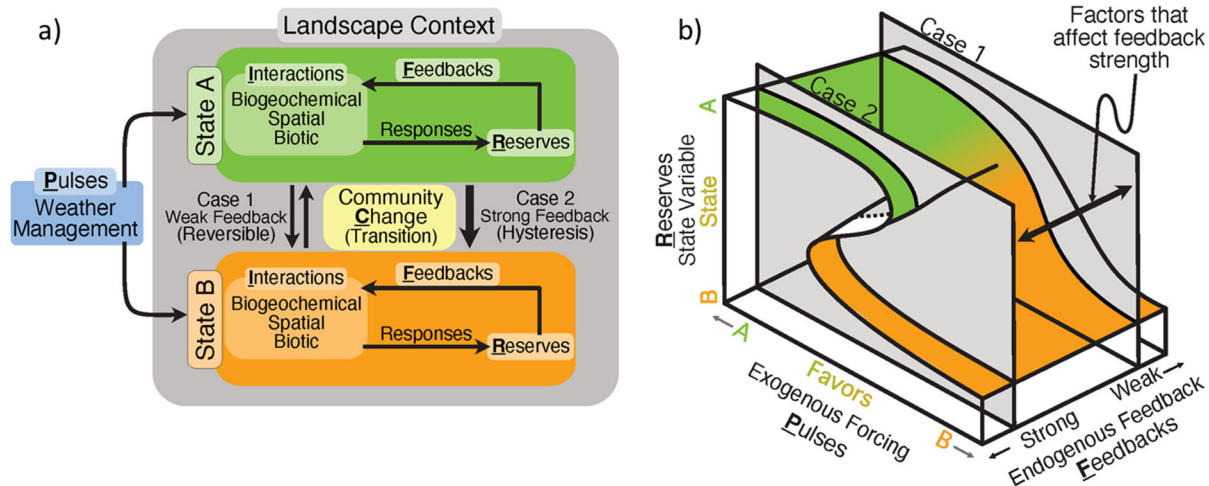 a)
Landscape Context
State A
Interactions
Biogeochemical
Spatial
Biotic
Feedbacks
Responses
Reserves
Pulses
Weather
Management
Case 1
Weak Feedback
(Reversible)
Community
Change
(Transition)
Case 2
Strong Feedback
(Hysteresis)
State B
Interactions
Biogeochemical
Spatial
Biotic
Feedbacks
Responses
Reserves
b)
Case 1
Case 2
Factors that
affect feedback
strength
Reserves
State Variable
State
A
B
A
Favors
B
Exogenous Forcing
Pulses
Strong
Weak
Endogenous Feedback
Feedbacks